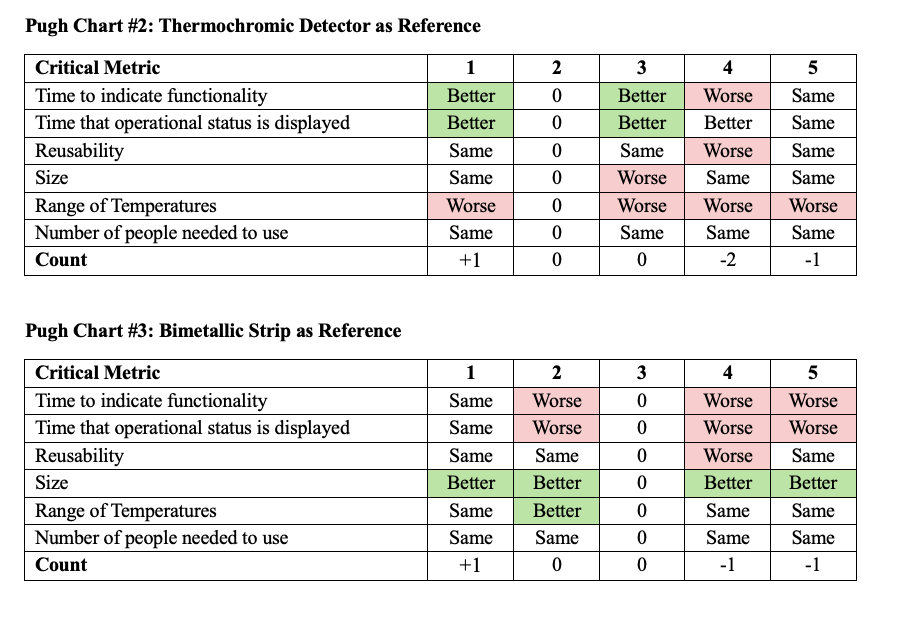 Pugh Chart #2: Thermochromic Detector as Reference
Critical Metric 1 2 3 4 5
Time to indicate functionality Better 0 Better Worse Same
Time that operational status is displayed Better 0 Better Better Same
Reusability Same 0 Same Worse Same
Size Same 0 Worse Same Same
Range of Temperatures Worse 0 Worse Worse Worse
Number of people needed to use Same 0 Same Same Same
Count +1 0 0 -2 -1
Pugh Chart #3: Bimetallic Strip as Reference
Critical Metric 1 2 3 4 5
Time to indicate functionality Same Worse 0 Worse Worse
Time that operational status is displayed Same Worse 0 Worse Worse
Reusability Same Same 0 Worse Same
Size Better Better 0 Better Better
Range of Temperatures Same Better 0 Same Same
Number of people needed to use Same Same 0 Same Same
Count +1 0 0 -1 -1